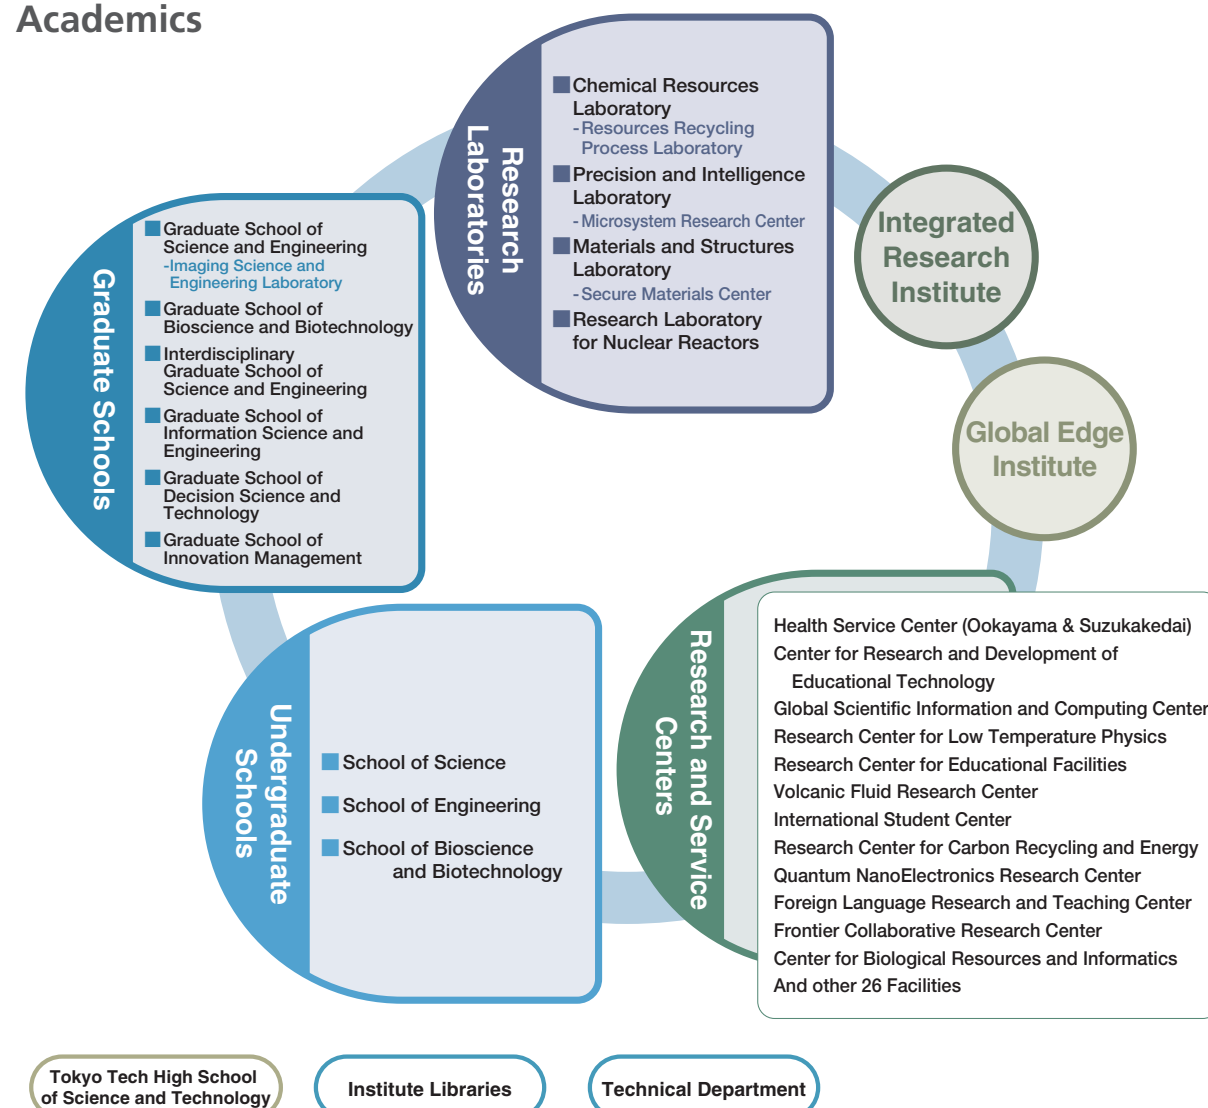 Academics
Research
Laboratories
Chemical Resources
Laboratory
-Resources Recycling
Process Laboratory
Precision and Intelligence
Laboratory
-Microsystem Research Center
Materials and Structures
Laboratory
-Secure Materials Center
Research Laboratory
for Nuclear Reactors
Integrated
Research
Institute
Global Edge
Institute
Graduate Schools
Graduate School of
Science and Engineering
-Imaging Science and
Engineering Laboratory
Graduate School of
Bioscience and Biotechnology
Interdisciplinary
Graduate School of
Science and Engineering
Graduate School of
Information Science and
Engineering
Graduate School of
Decision Science and
Technology
Graduate School of
Innovation Management
Undergraduate
Schools
School of Science
School of Engineering
School of Bioscience
and Biotechnology
Research and Service
Centers
Health Service Center (Ookayama & Suzukakedai)
Center for Research and Development of
Educational Technology
Global Scientific Information and Computing Center
Research Center for Low Temperature Physics
Research Center for Educational Facilities
Volcanic Fluid Research Center
International Student Center
Research Center for Carbon Recycling and Energy
Quantum NanoElectronics Research Center
Foreign Language Research and Teaching Center
Frontier Collaborative Research Center
Center for Biological Resources and Informatics
And other 26 Facilities
Tokyo Tech High School
of Science and Technology
Institute Libraries
Technical Department